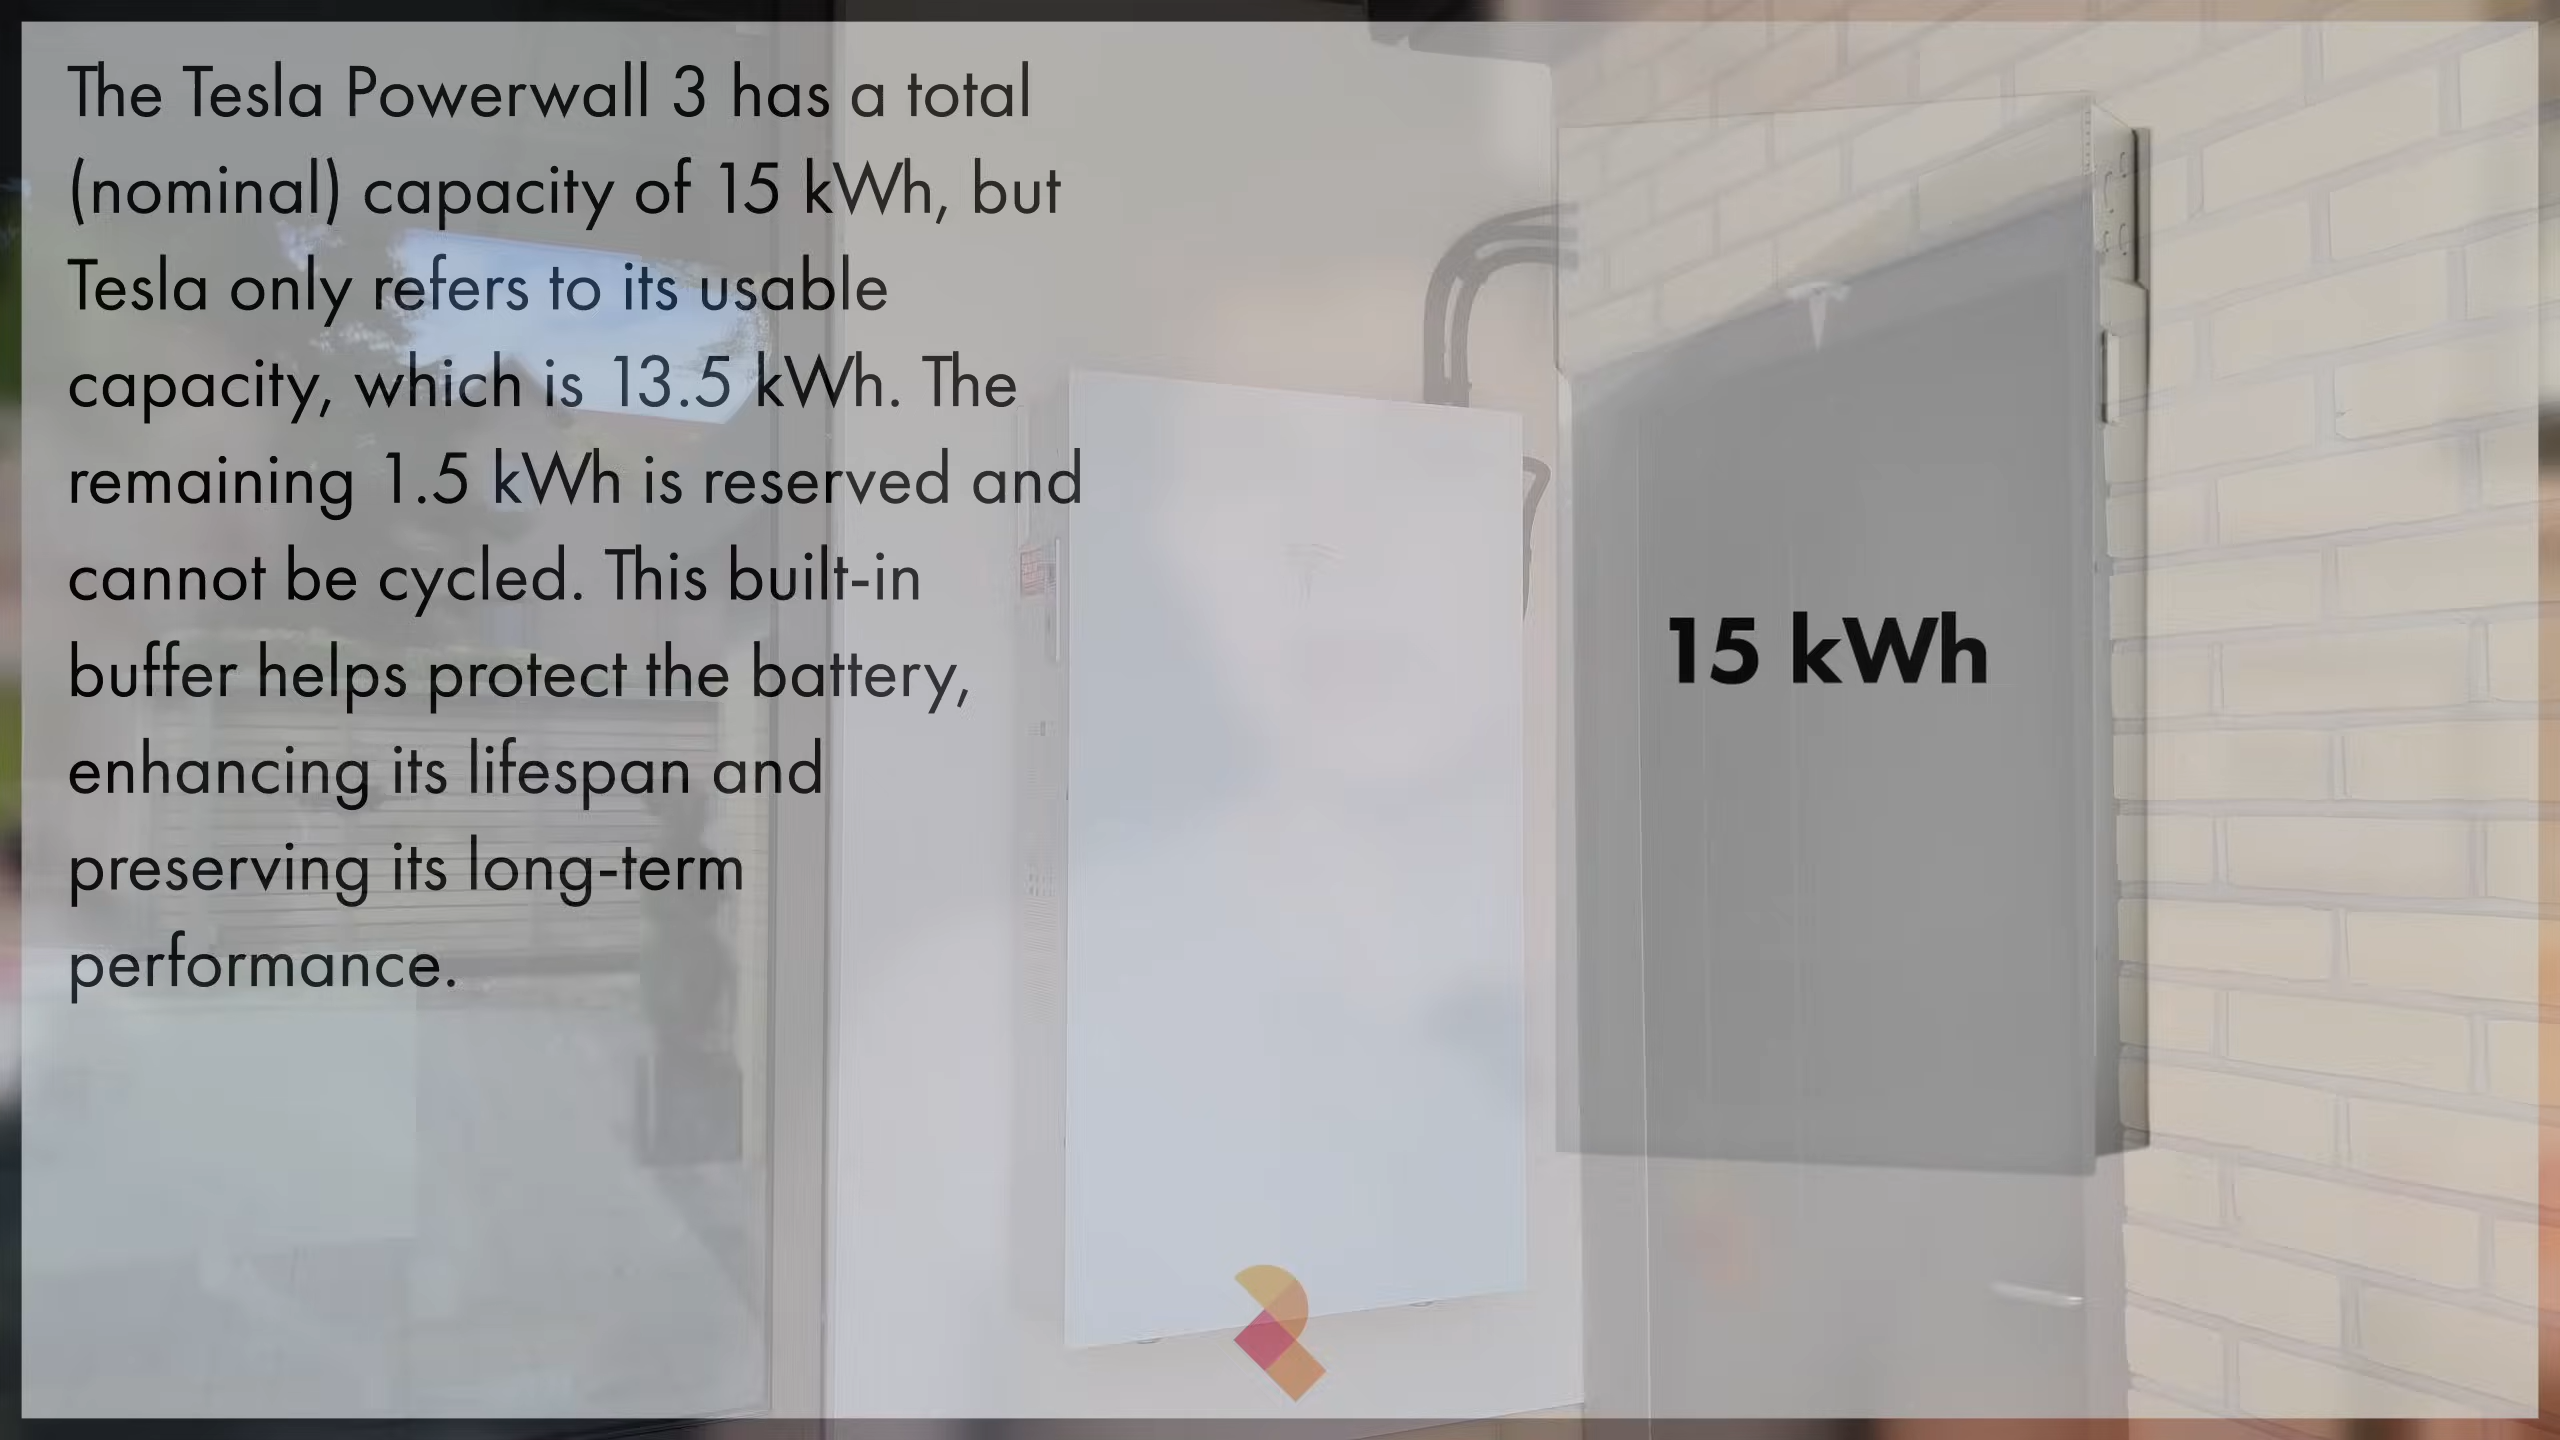 The Tesla Powerwall 3 has a total
(nominal) capacity of 15 kWh, but
Tesla only refers to its usable
capacity, which is 13.5 kWh. The
remaining 1.5 kWh is reserved and
cannot be cycled. This built-in
buffer helps protect the battery,
enhancing its lifespan and
preserving its long-term
performance.
15 kWh